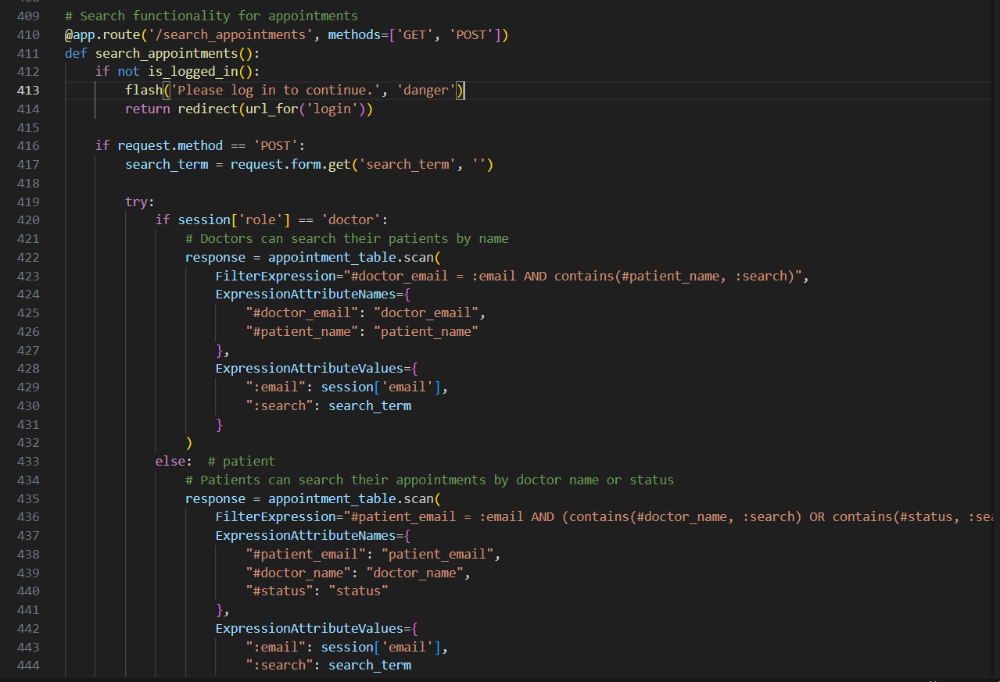 409 # Search functionality for appointments
410 @app.route('/search_appointments', methods=['GET', 'POST'])
411 def search_appointments():
412     if not is_logged_in():
413         flash('Please log in to continue.', 'danger')
414         return redirect(url_for('login'))
415
416     if request.method == 'POST':
417         search_term = request.form.get('search_term', '')
418
419         try:
420             if session['role'] == 'doctor':
421                 # Doctors can search their patients by name
422                 response = appointment_table.scan(
423                     FilterExpression="#doctor_email = :email AND contains(#patient_name, :search)",
424                     ExpressionAttributeNames={
425                         "#doctor_email": "doctor_email",
426                         "#patient_name": "patient_name"
427                     },
428                     ExpressionAttributeValues={
429                         ":email": session['email'],
430                         ":search": search_term
431                     }
432                 )
433             else:  # patient
434                 # Patients can search their appointments by doctor name or status
435                 response = appointment_table.scan(
436                     FilterExpression="#patient_email = :email AND (contains(#doctor_name, :search) OR contains(#status, :sea
437                     ExpressionAttributeNames={
438                         "#patient_email": "patient_email",
439                         "#doctor_name": "doctor_name",
440                         "#status": "status"
441                     },
442                     ExpressionAttributeValues={
443                         ":email": session['email'],
444                         ":search": search_term